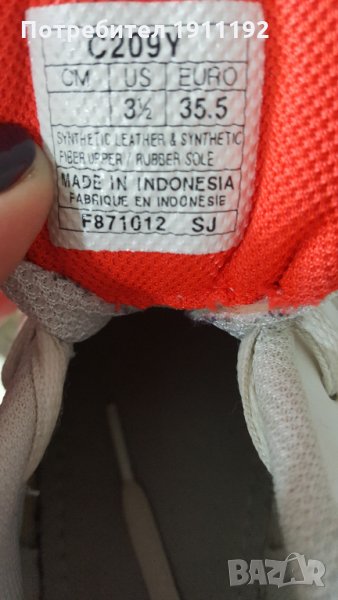 Потребител 1911192
C209Y
CM US EURO
3½ 35.5
SYNTHETIC LEATHER & SYNTHETIC
FIBER UPPER / RUBBER SOLE
MADE IN INDONESIA
FABRIQUE EN INDONESIE
F871012 SJ
BAZAR